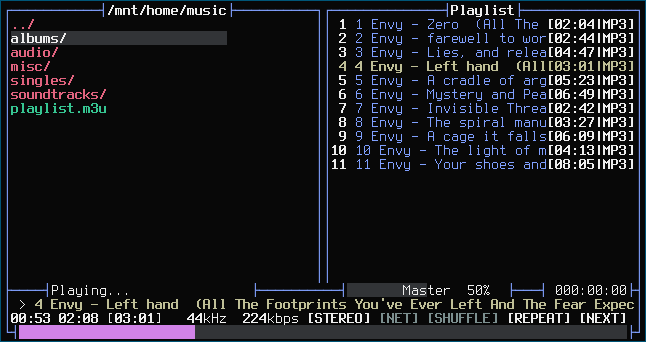 /mnt/home/music
../
albums/
audio/
misc/
singles/
soundtracks/
playlist.m3u
Playlist
1 1 Envy - Zero (All The [02:04|MP3]
2 2 Envy - farewell to wor[02:44|MP3]
3 3 Envy - Lies, and relea[04:47|MP3]
4 4 Envy - Left hand (All[03:01|MP3]
5 5 Envy - A cradle of arg[05:23|MP3]
6 6 Envy - Mystery and Pea[06:49|MP3]
7 7 Envy - Invisible Threa[02:42|MP3]
8 8 Envy - The spiral manu[03:27|MP3]
9 9 Envy - A cage it falls[06:09|MP3]
10 10 Envy - The light of m[04:13|MP3]
11 11 Envy - Your shoes and[08:05|MP3]
Playing...
Master 50%
000:00:00
> 4 Envy - Left hand (All The Footprints You've Ever Left And The Fear Expec
00:53 02:08 [03:01] 44kHz 224kbps [STEREO] [NET] [SHUFFLE] [REPEAT] [NEXT]